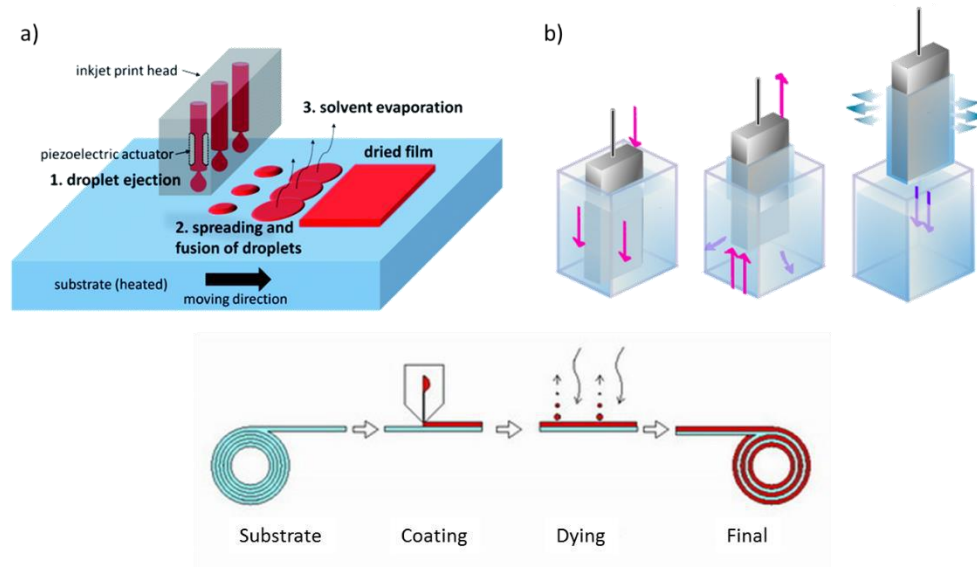 a)
inkjet print head
piezoelectric actuator
1. droplet ejection
3. solvent evaporation
dried film
2. spreading and
fusion of droplets
substrate (heated)
moving direction
b)
Substrate
Coating
Dying
Final